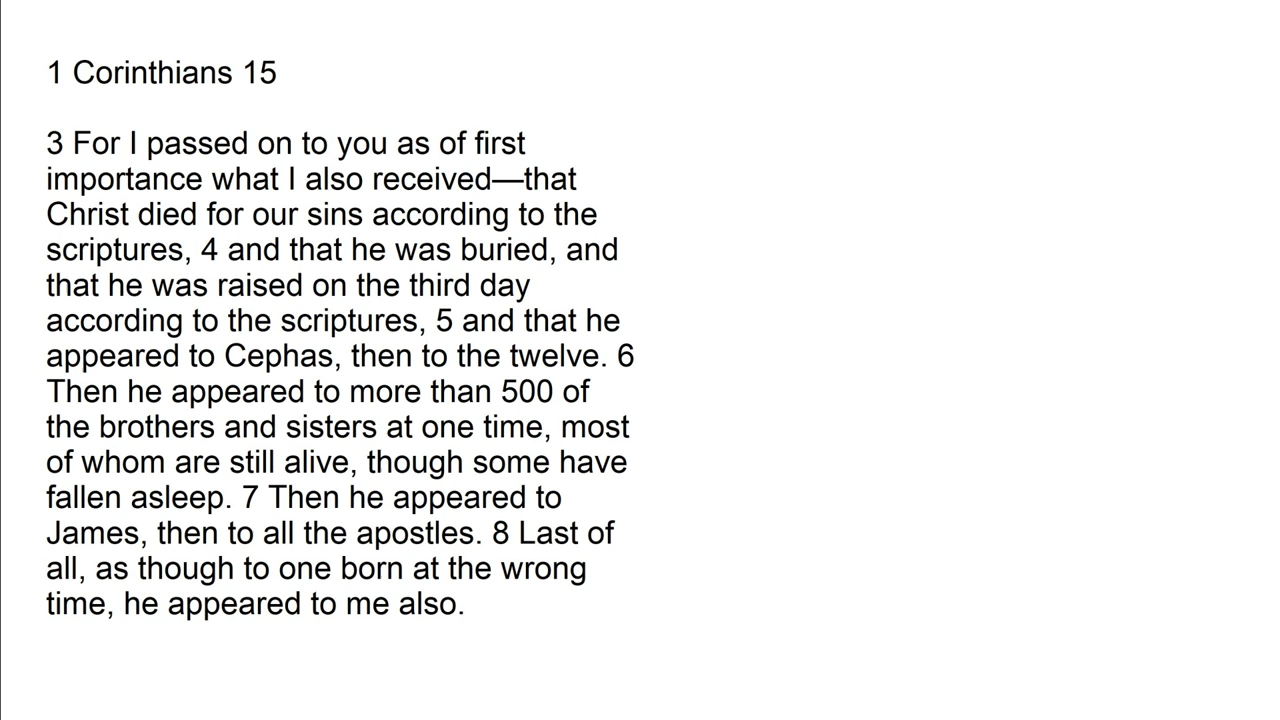 1 Corinthians 15
3 For I passed on to you as of first
importance what I also received—that
Christ died for our sins according to the
scriptures, 4 and that he was buried, and
that he was raised on the third day
according to the scriptures, 5 and that he
appeared to Cephas, then to the twelve. 6
Then he appeared to more than 500 of
the brothers and sisters at one time, most
of whom are still alive, though some have
fallen asleep. 7 Then he appeared to
James, then to all the apostles. 8 Last of
all, as though to one born at the wrong
time, he appeared to me also.